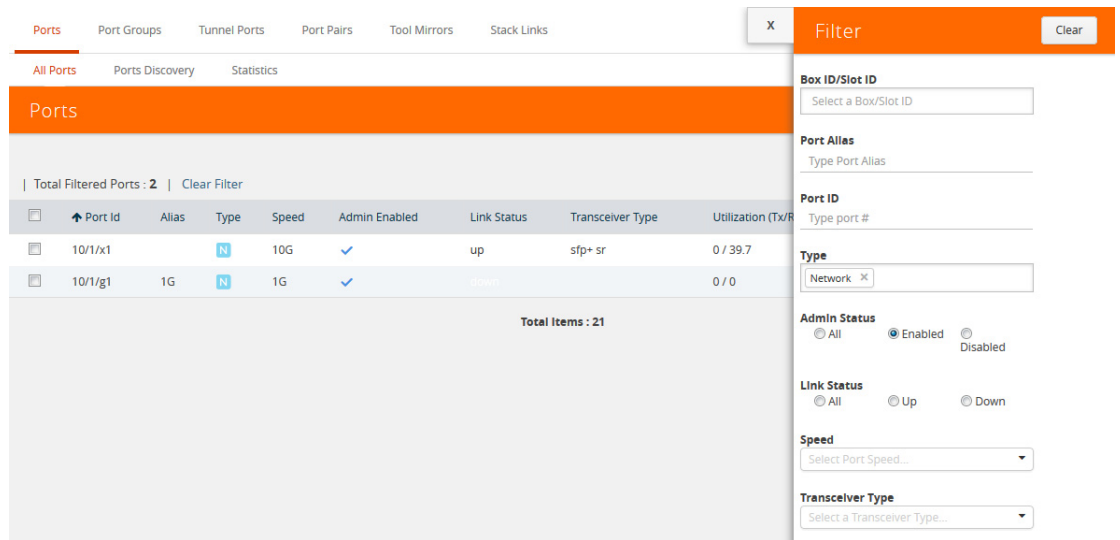 Ports Port Groups Tunnel Ports Port Pairs Tool Mirrors Stack Links
All Ports Ports Discovery Statistics
Ports
| Total Filtered Ports : 2 | Clear Filter
Port Id Alias Type Speed Admin Enabled Link Status Transceiver Type Utilization (Tx/R
10/1/x1 N 10G up sfp+ sr 0 / 39.7
10/1/g1 1G N 1G down 0 / 0
Total Items : 21
X Filter Clear
Box ID/Slot ID
Select a Box/Slot ID
Port Alias
Type Port Alias
Port ID
Type port #
Type
Network ×
Admin Status
All Enabled Disabled
Link Status
All Up Down
Speed
Select Port Speed...
Transceiver Type
Select a Transceiver Type...